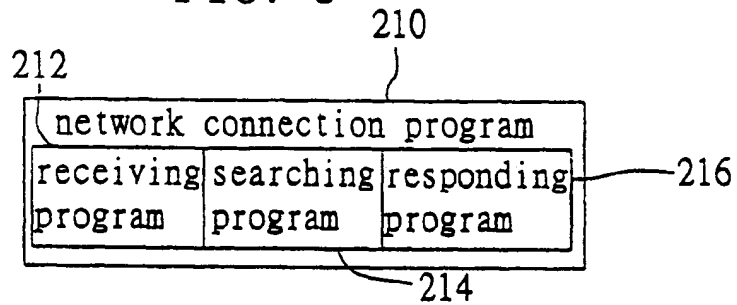 210
212
network connection program
receiving searching responding
program program program
216
214